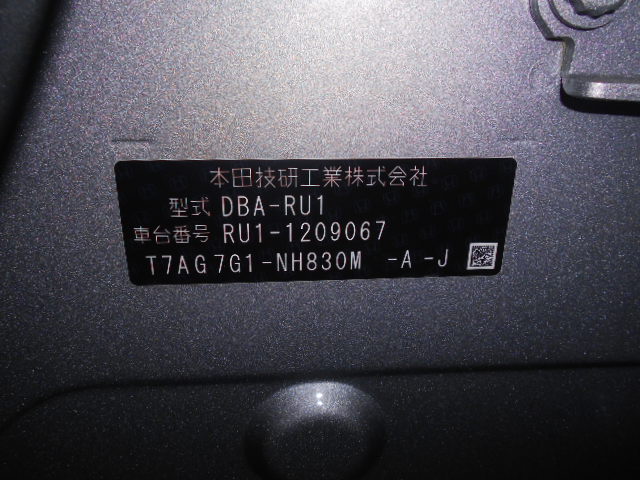 本田技研工業株式会社
型式 DBA-RU1
車台番号 RU1-1209067
T7AG7G1-NH830M -A -J